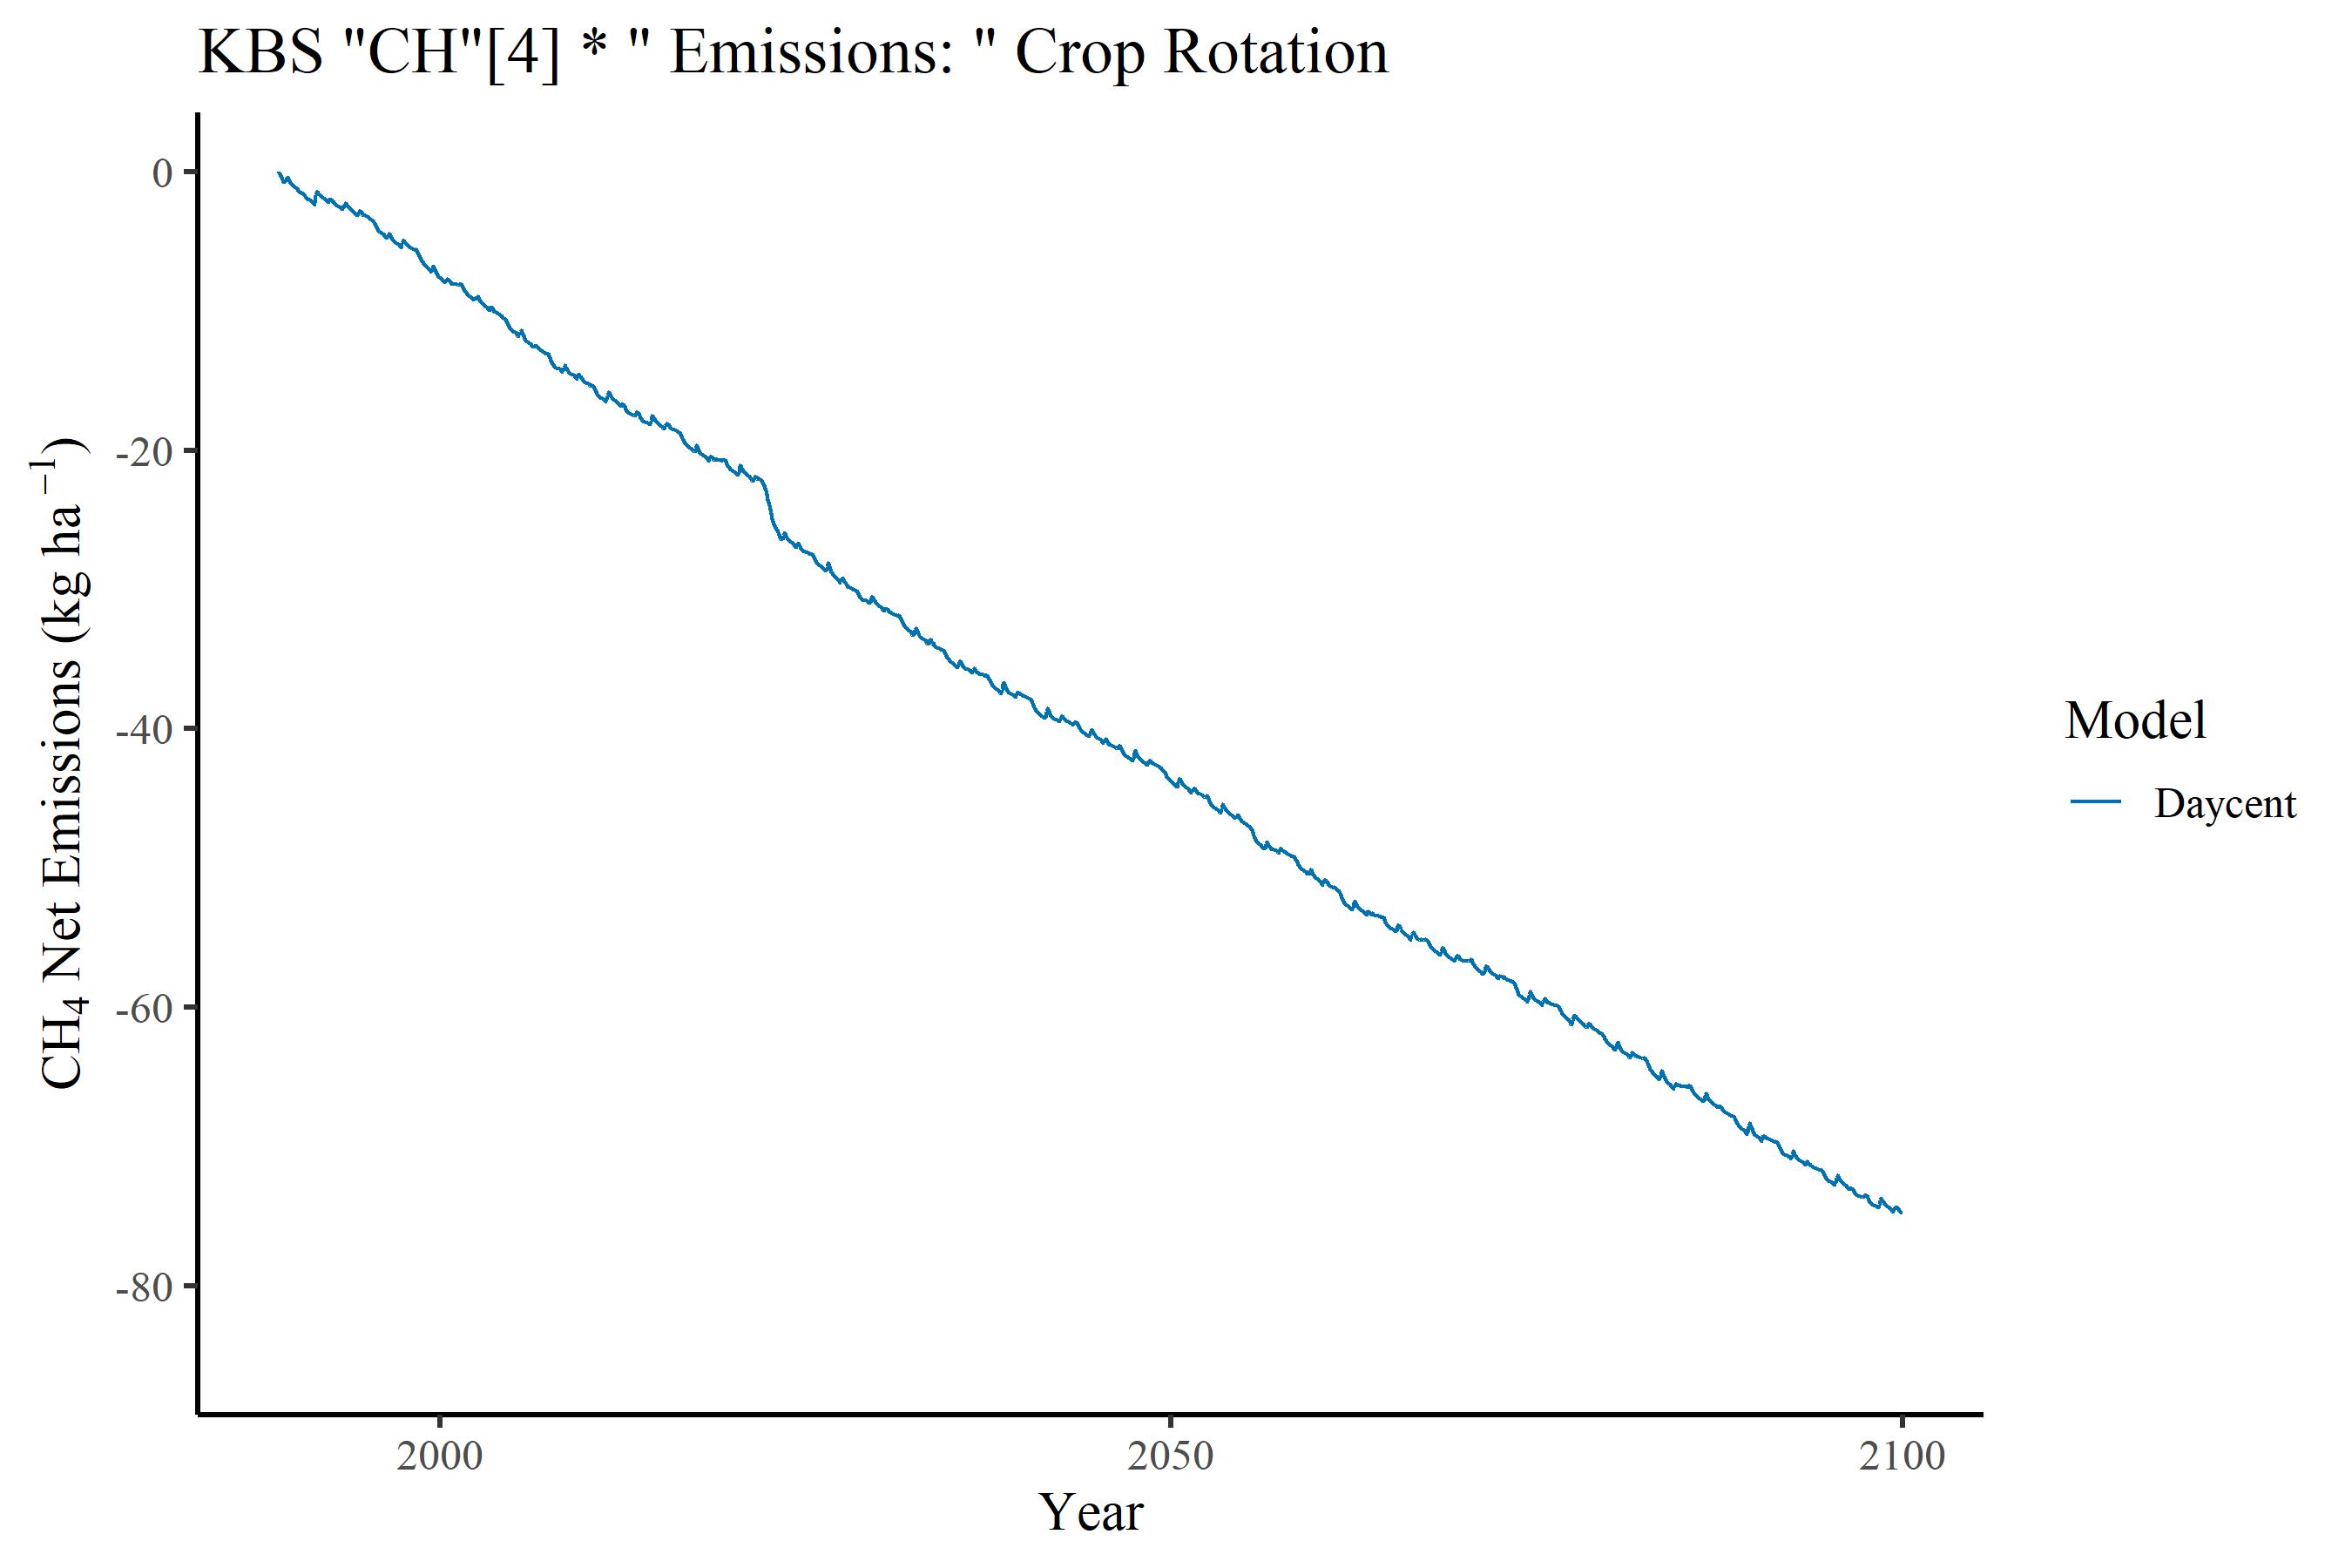 KBS "CH"[4] * " Emissions: " Crop Rotation
CH₄ Net Emissions (kg ha ⁻¹)
0
-20
-40
-60
-80
2000
2050
2100
Year
Model
Daycent